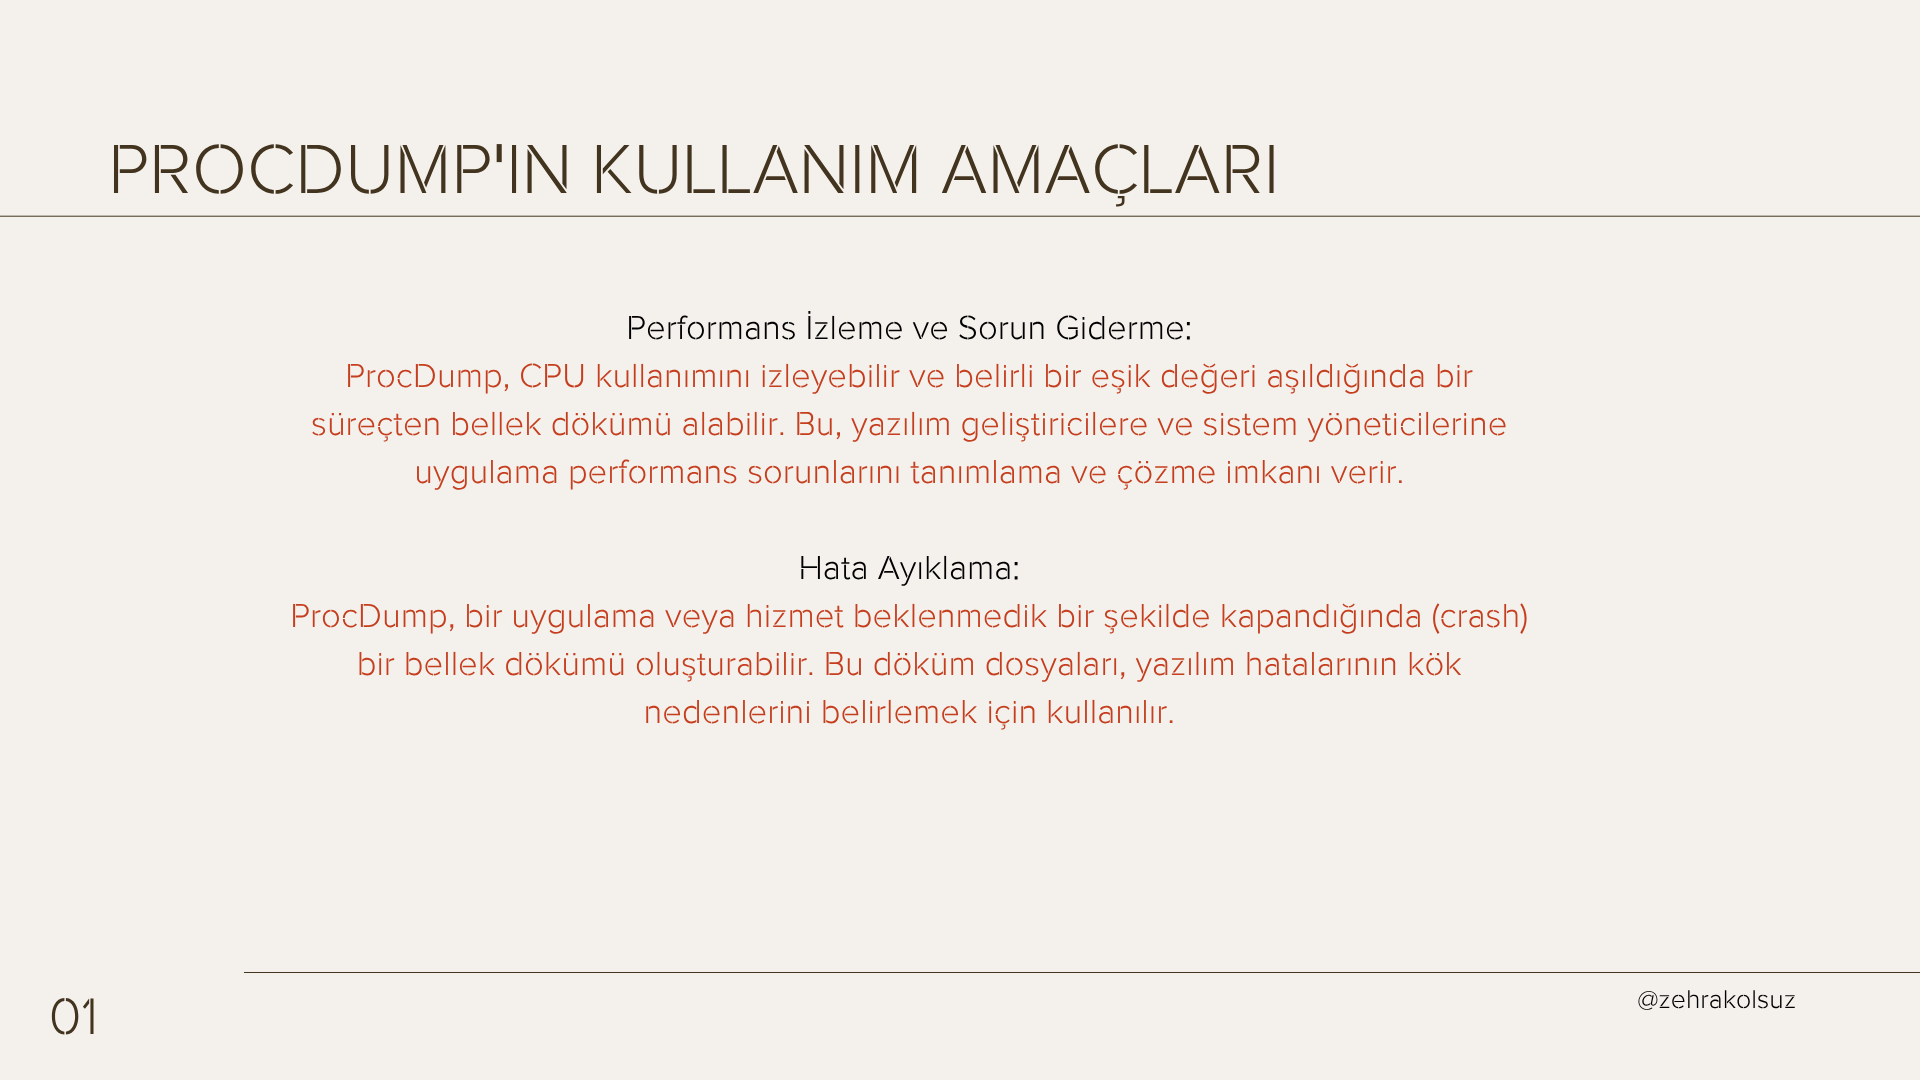 PROCDUMP'IN KULLANIM AMAÇLARI
Performans İzleme ve Sorun Giderme:
ProcDump, CPU kullanımını izleyebilir ve belirli bir eşik değeri aşıldığında bir
süreçten bellek dökümü alabilir. Bu, yazılım geliştiricilere ve sistem yöneticilerine
uygulama performans sorunlarını tanımlama ve çözme imkanı verir.
Hata Ayıklama:
ProcDump, bir uygulama veya hizmet beklenmedik bir şekilde kapandığında (crash)
bir bellek dökümü oluşturabilir. Bu döküm dosyaları, yazılım hatalarının kök
nedenlerini belirlemek için kullanılır.
01
@zehrakolsuz